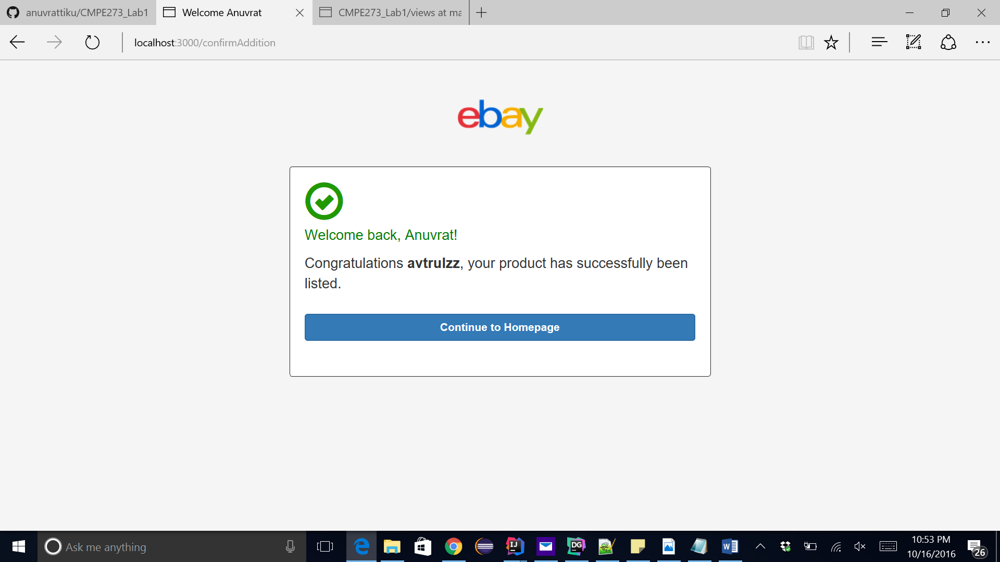 anuvrattiku/CMPE273_Lab1
Welcome Anuvrat
CMPE273_Lab1/views at ma
localhost:3000/confirmAddition
ebay
Welcome back, Anuvrat!
Congratulations avtrulzz, your product has successfully been
listed.
Continue to Homepage
Ask me anything
IJ
DG
W
10:53 PM
10/16/2016
26